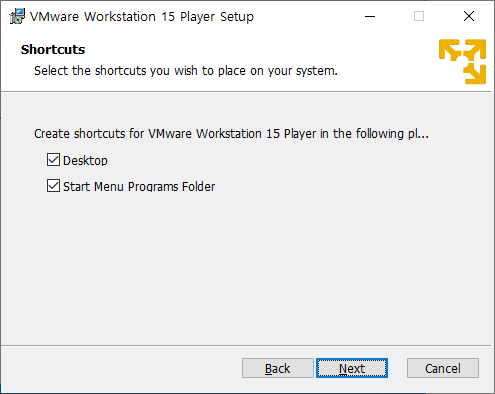 VMware Workstation 15 Player Setup
Shortcuts
Select the shortcuts you wish to place on your system.
Create shortcuts for VMware Workstation 15 Player in the following pl...
Desktop
Start Menu Programs Folder
Back Next Cancel